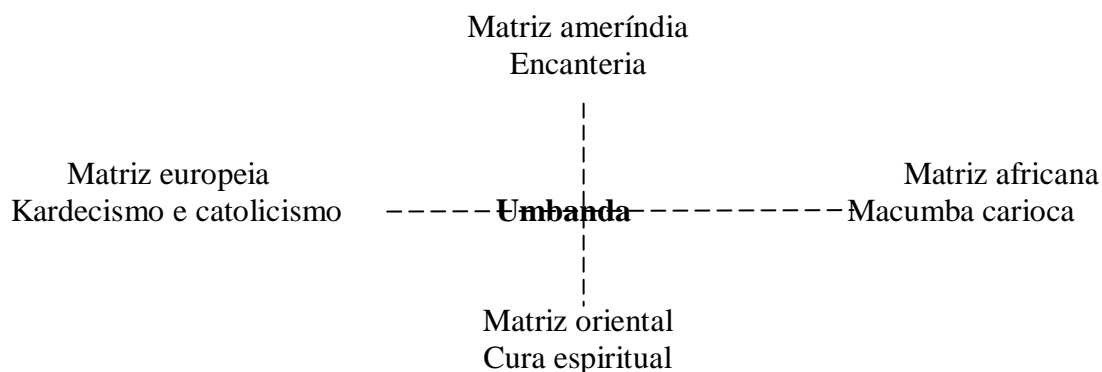 Matriz ameríndia
Encanteria
Matriz europeia
Kardecismo e catolicismo
Umbanda
Matriz africana
Macumba carioca
Matriz oriental
Cura espiritual